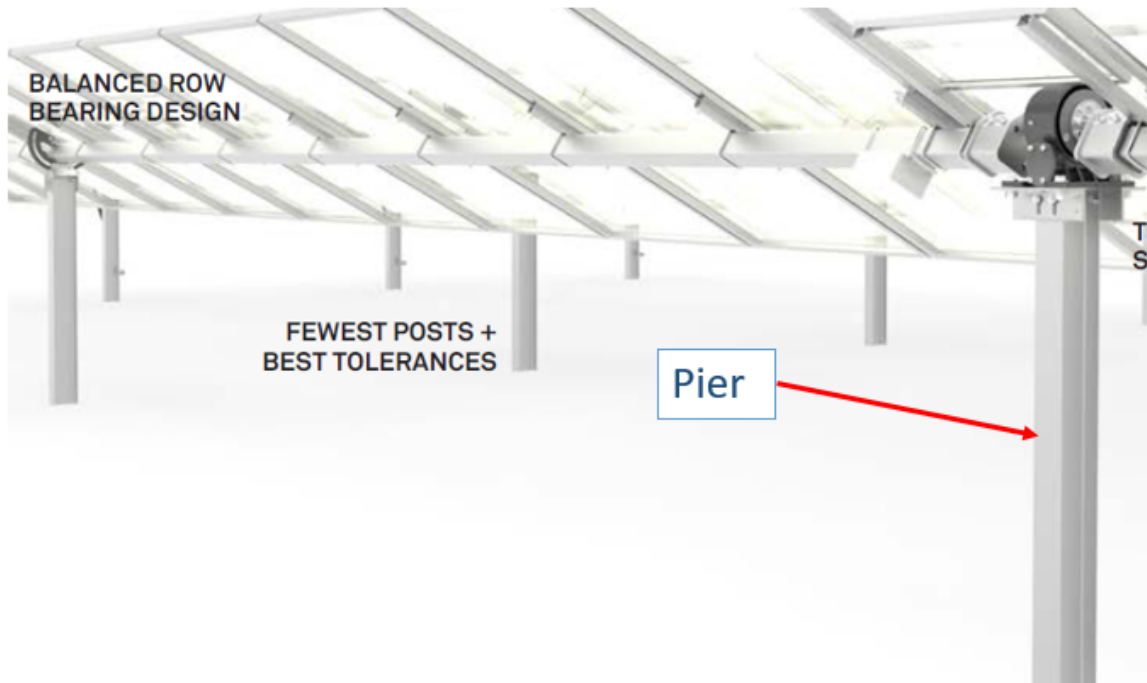 BALANCED ROW
BEARING DESIGN
T
S
FEWEST POSTS +
BEST TOLERANCES
Pier